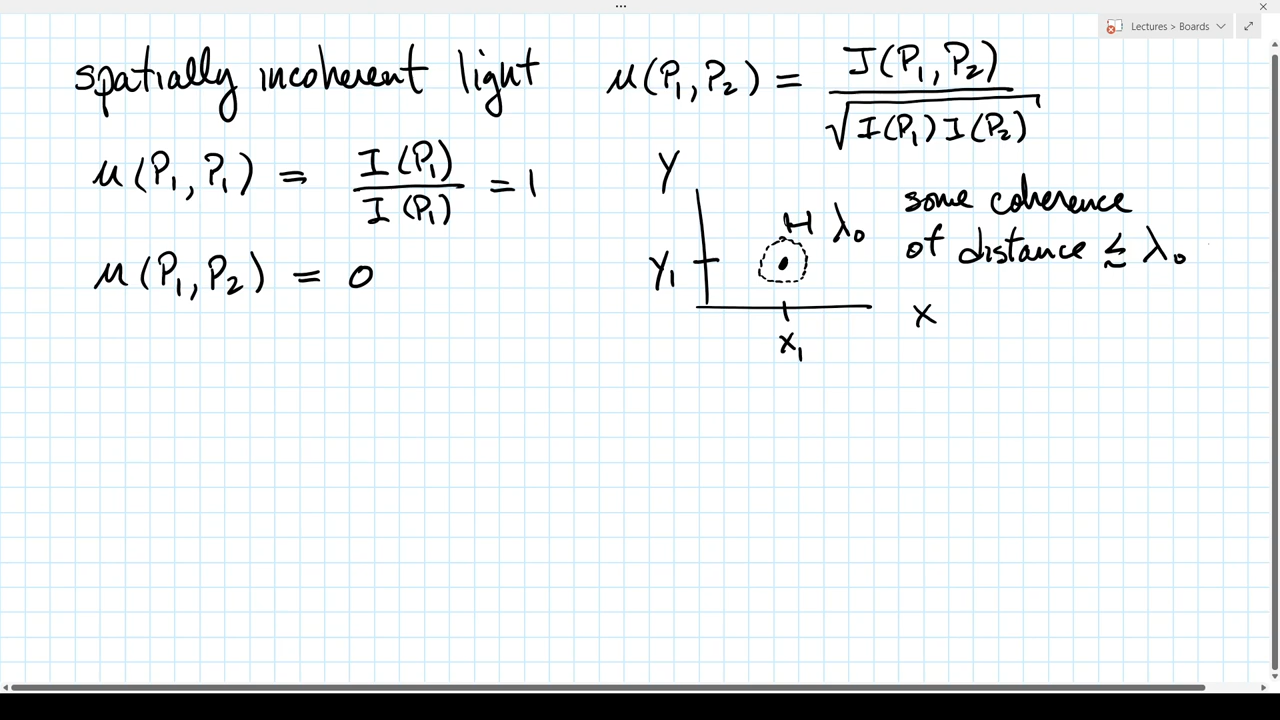 Lectures > Boards
spatially incoherent light μ(P₁, P₂) = J(P₁, P₂) / √(I(P₁) I(P₂))
μ(P₁, P₁) = I(P₁) / I(P₁) = 1
μ(P₁, P₂) = 0
y
y₁
λ₀
x
x₁
some coherence
of distance ≲ λ₀